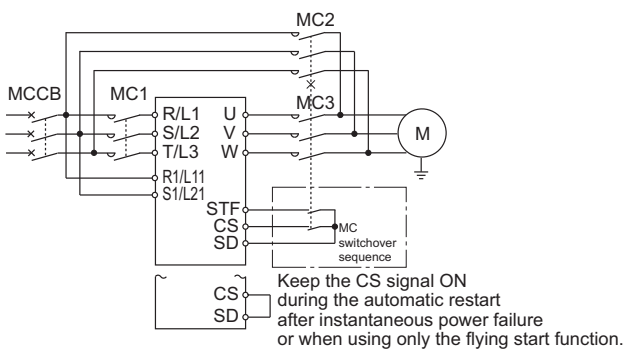 MC2
MCCB MC1 MC3
R/L1 U
S/L2 V M
T/L3 W
R1/L11
S1/L21
STF
CS MC
SD switchover
sequence
CS
SD
Keep the CS signal ON
during the automatic restart
after instantaneous power failure
or when using only the flying start function.